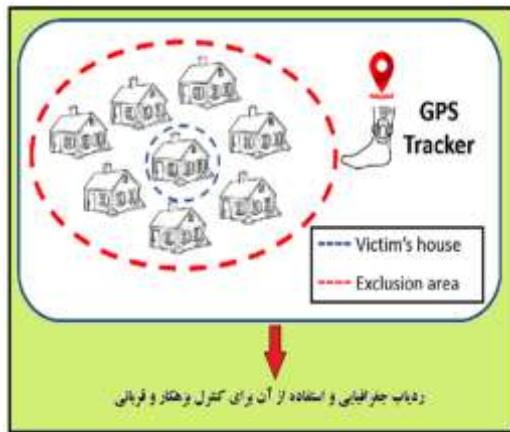 GPS
Tracker
Victim's house
Exclusion area
ردیاب جغرافیایی و استفاده از آن برای کنترل بزهکار و قربانی